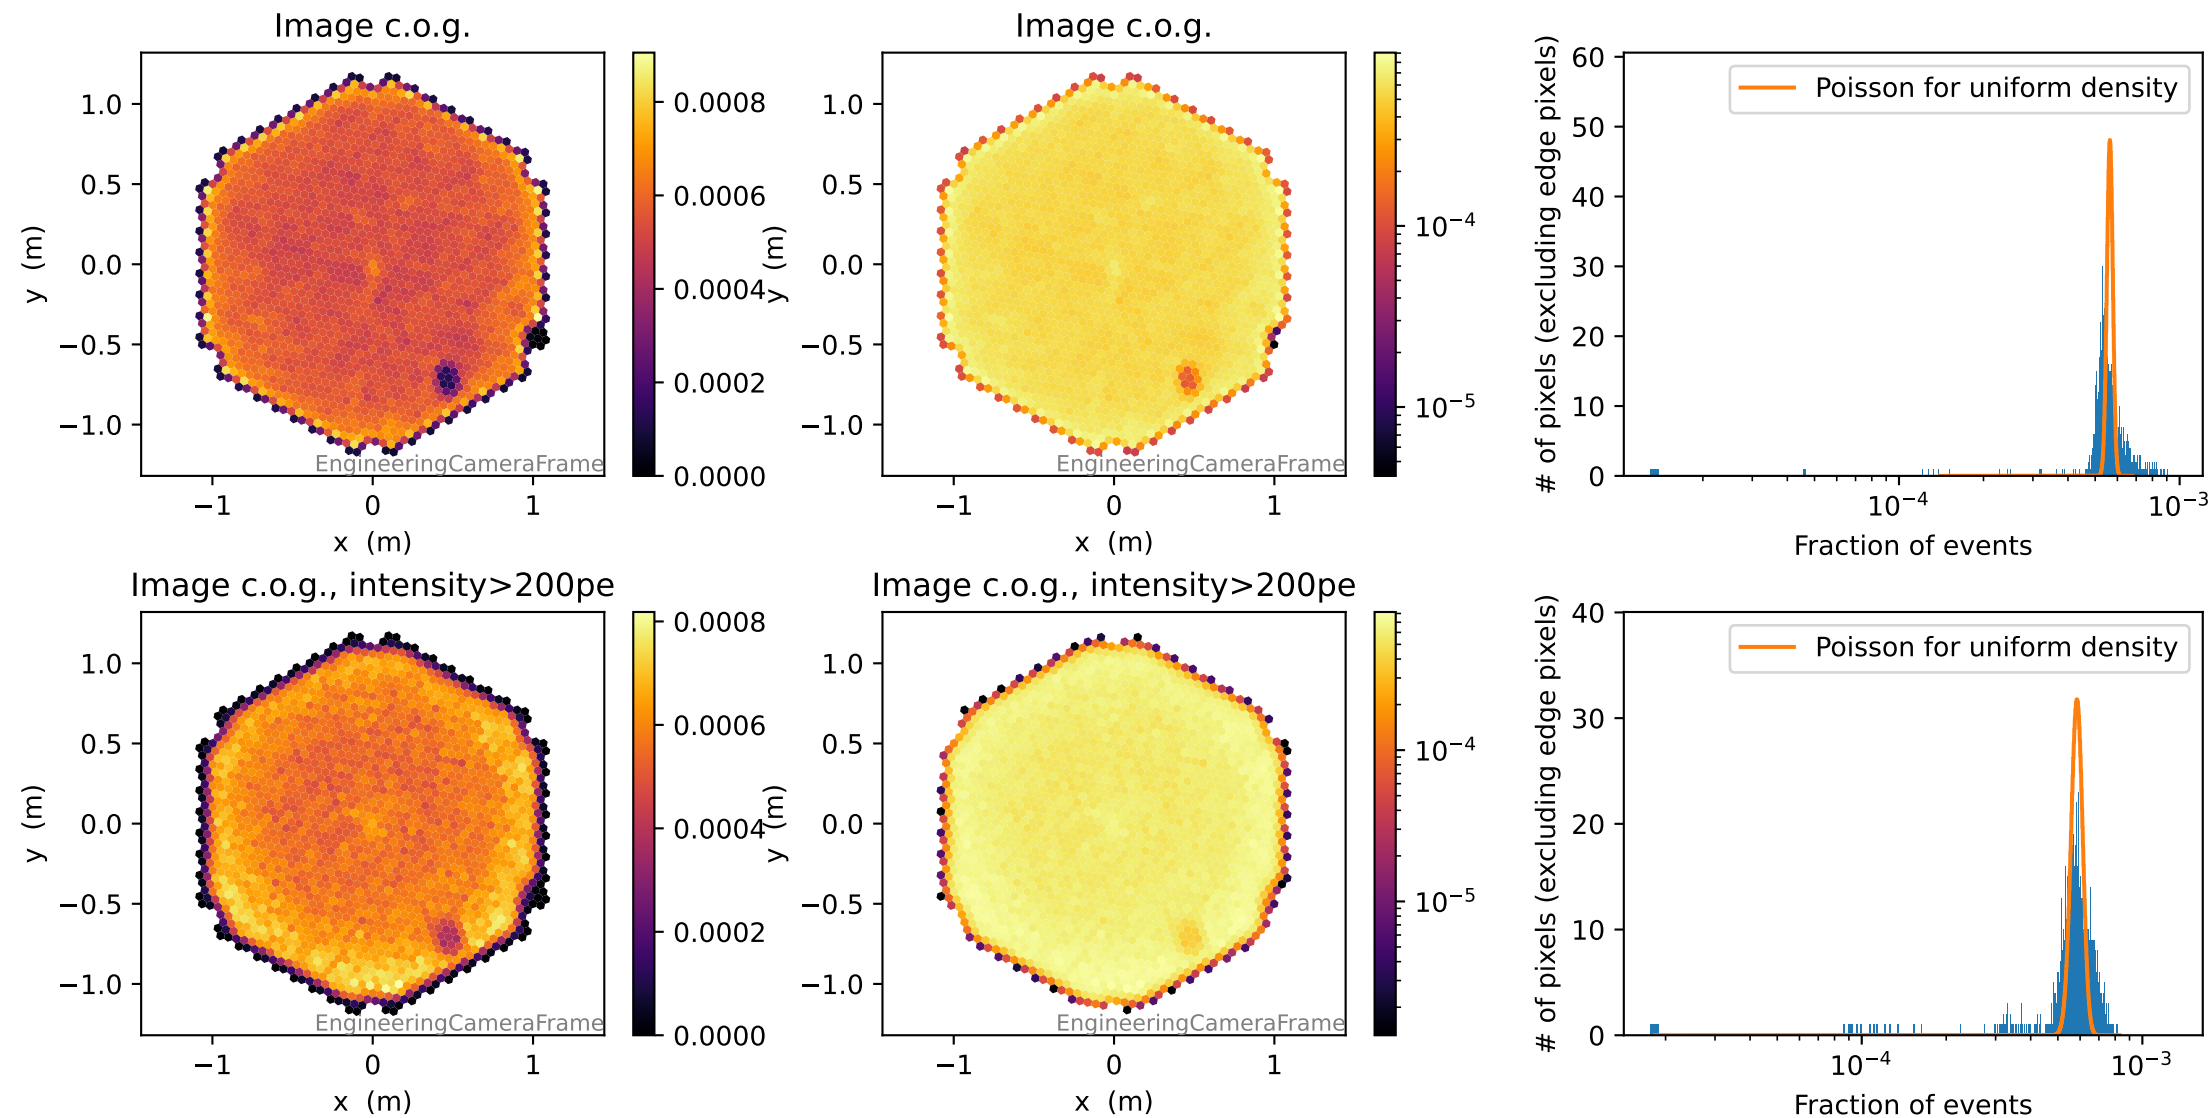 Image c.o.g.
y (m)
1.0
0.5
0.0
−0.5
−1.0
−1 0 1
x (m)
EngineeringCameraFrame
0.0008
0.0006
0.0004
0.0002
0.0000
Image c.o.g.
y (m)
1.0
0.5
0.0
−0.5
−1.0
−1 0 1
x (m)
EngineeringCameraFrame
10⁻⁴
10⁻⁵
# of pixels (excluding edge pixels)
60
50
40
30
20
10
0
Poisson for uniform density
10⁻⁴ 10⁻³
Fraction of events
Image c.o.g., intensity>200pe
y (m)
1.0
0.5
0.0
−0.5
−1.0
−1 0 1
x (m)
EngineeringCameraFrame
0.0008
0.0006
0.0004
0.0002
0.0000
Image c.o.g., intensity>200pe
y (m)
1.0
0.5
0.0
−0.5
−1.0
−1 0 1
x (m)
EngineeringCameraFrame
10⁻⁴
10⁻⁵
# of pixels (excluding edge pixels)
40
30
20
10
0
Poisson for uniform density
10⁻⁴ 10⁻³
Fraction of events